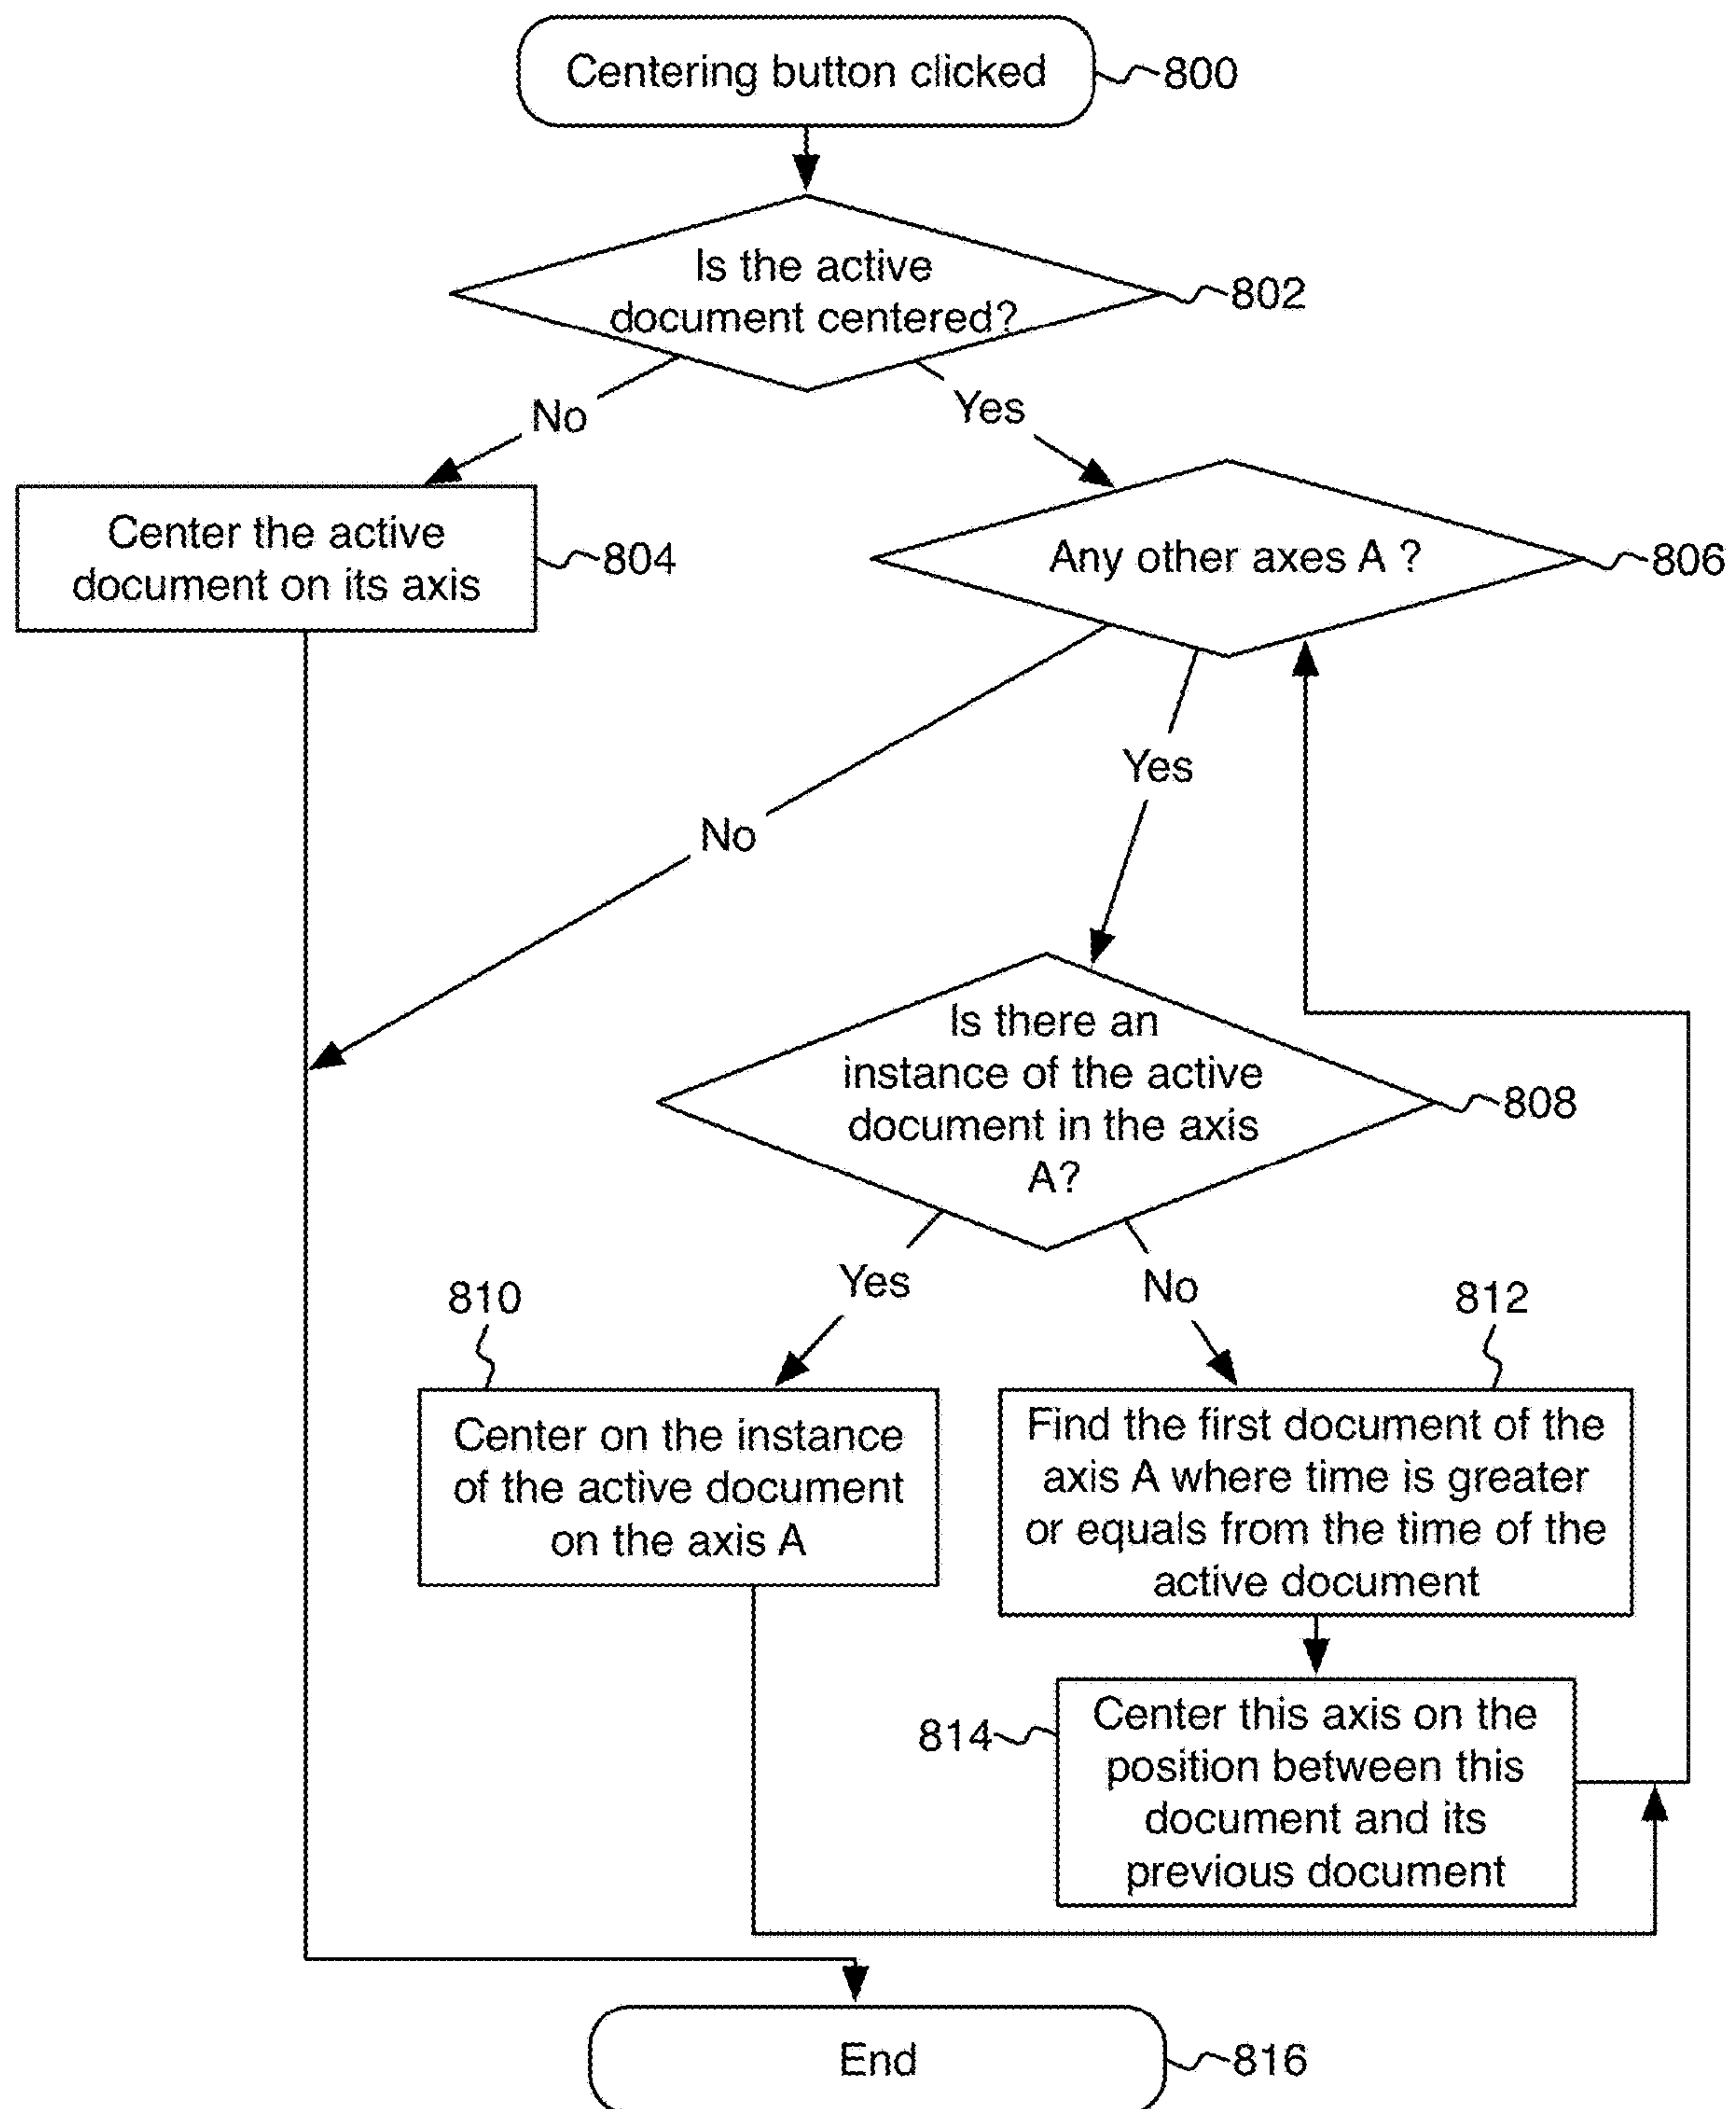 Centering button clicked
800
Is the active
document centered?
802
No
Yes
Center the active
document on its axis
804
Any other axes A ?
806
Yes
No
Is there an
instance of the active
document in the axis
A?
808
Yes
No
810
812
Center on the instance
of the active document
on the axis A
Find the first document of the
axis A where time is greater
or equals from the time of the
active document
814
Center this axis on the
position between this
document and its
previous document
End
816